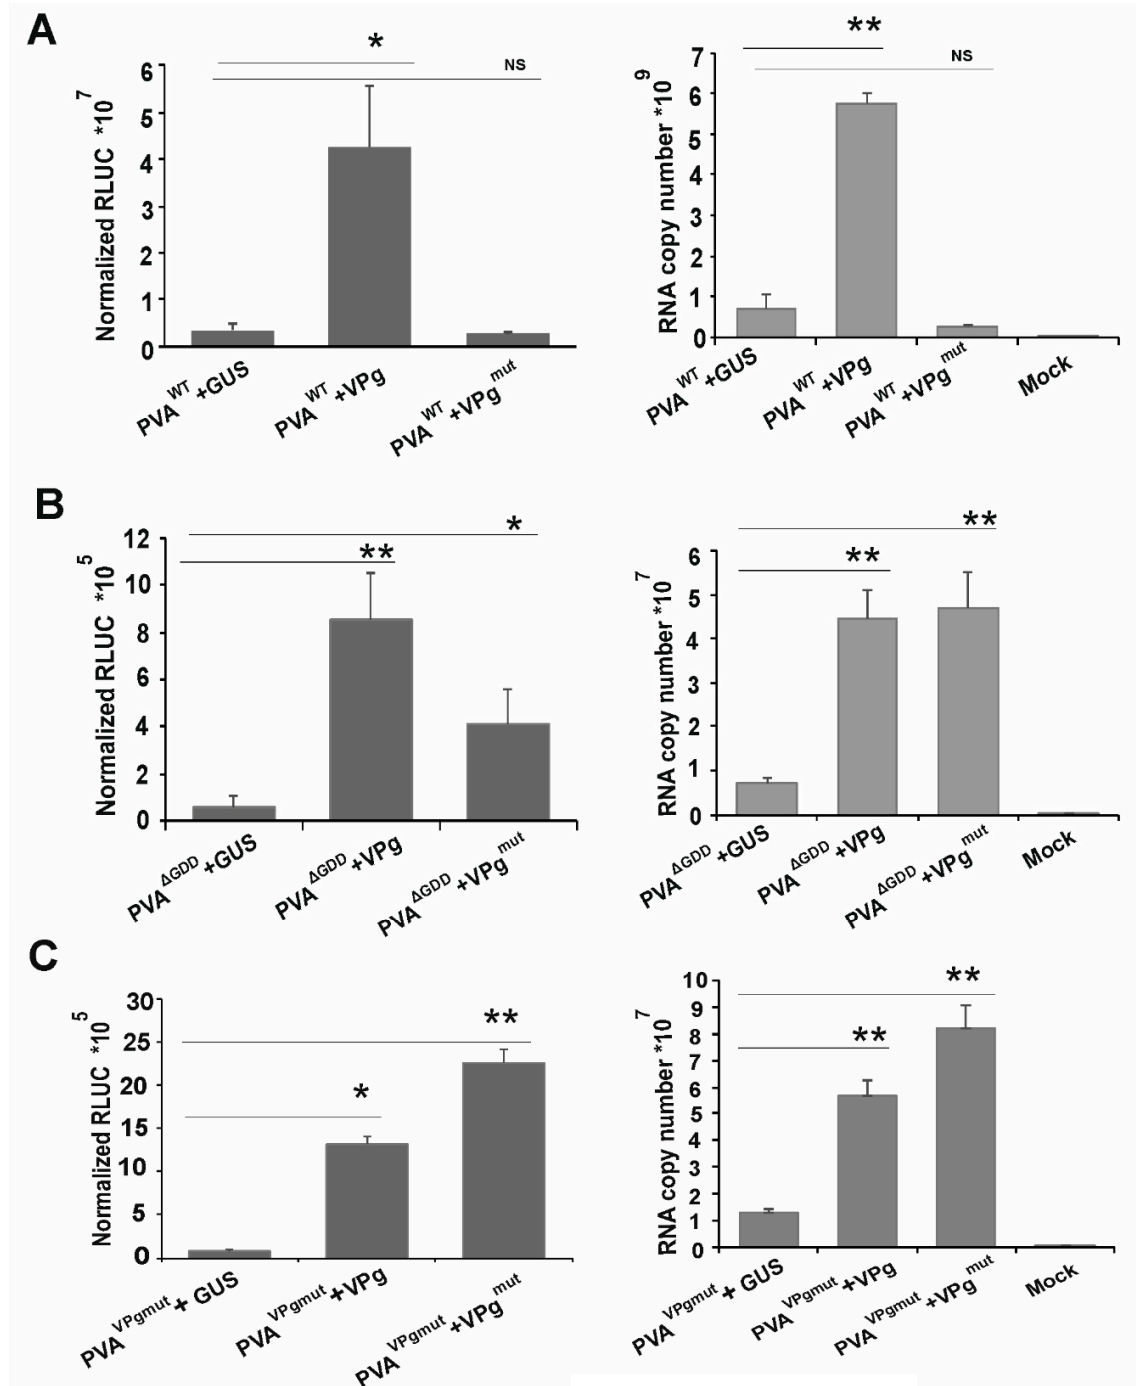 A
* NS
Normalized RLUC *10^7
6
5
4
3
2
1
0
PVA^WT+GUS
PVA^WT+VPg
PVA^WT+VPg^mut
** NS
RNA copy number *10^9
7
6
5
4
3
2
1
0
PVA^WT+GUS
PVA^WT+VPg
PVA^WT+VPg^mut
Mock
B
*
**
Normalized RLUC *10^5
12
10
8
6
4
2
0
PVA^ΔGDD+GUS
PVA^ΔGDD+VPg
PVA^ΔGDD+VPg^mut
**
**
RNA copy number *10^7
6
5
4
3
2
1
0
PVA^ΔGDD+GUS
PVA^ΔGDD+VPg
PVA^ΔGDD+VPg^mut
Mock
C
**
*
Normalized RLUC *10^5
30
25
20
15
10
5
0
PVA^VPgmut+ GUS
PVA^VPgmut+VPg
PVA^VPgmut+VPg^mut
**
**
RNA copy number *10^7
10
9
8
7
6
5
4
3
2
1
0
PVA^VPgmut+ GUS
PVA^VPgmut+VPg
PVA^VPgmut+VPg^mut
Mock